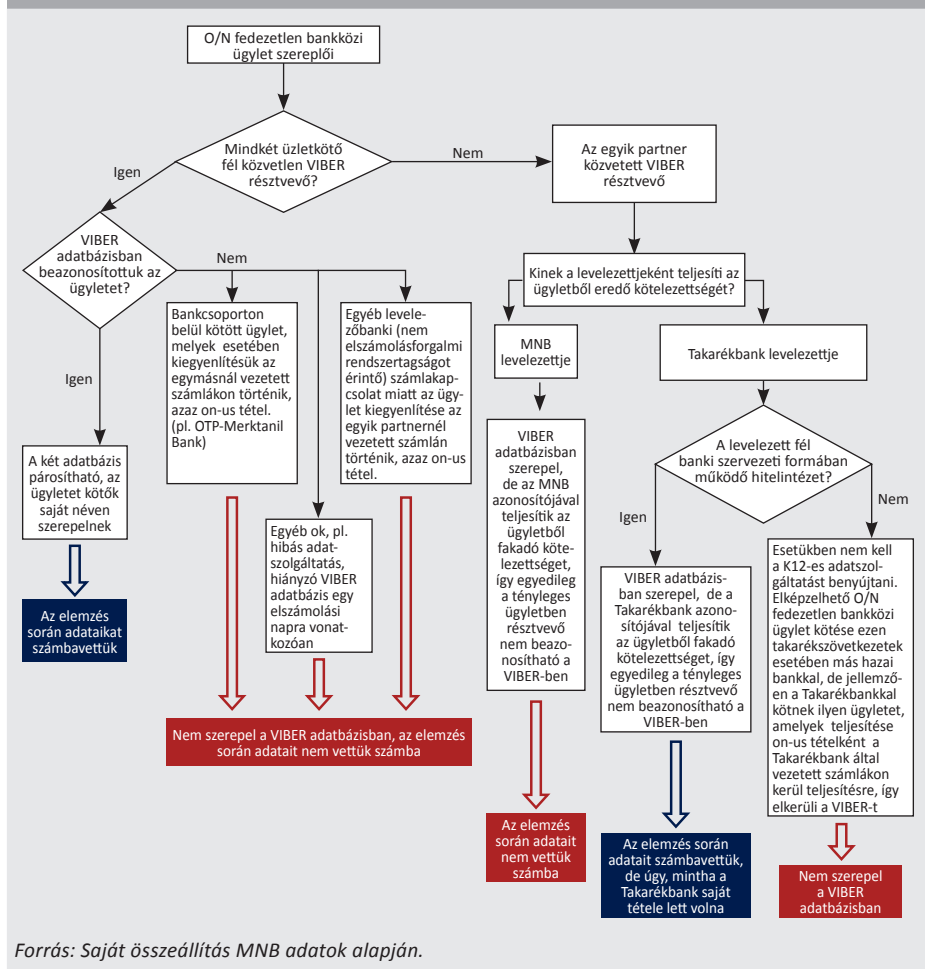 O/N fedezetlen bankközi
ügylet szereplői
Mindkét üzletkötő
fél közvetlen VIBER
résztvevő?
Nem
Az egyik partner
közvetett VIBER
résztvevő
Igen
VIBER
adatbázisban
beazonosítottuk az
ügyletet?
Nem
Kinek a levelezettjeként teljesíti az
ügyletből eredő kötelezettségét?
Bankcsoporton
belül kötött ügylet,
melyek esetében
kiegyenlítésük az
egymásnál vezetett
számlákon történik,
azaz on-us tétel.
(pl. OTP-Merktanil
Bank)
Egyéb levele-
zőbanki (nem
elszámolásforgalmi
rendszertagságot
érintő) számlakap-
csolat miatt az ügy-
let kiegyenlítése az
egyik partnernél
vezetett számlán
történik, azaz on-us
tétel.
MNB
levelezettje
Takarékbank levelezettje
Igen
A két adatbázis
párosítható, az
ügyletet kötők
saját néven
szerepelnek
Egyéb ok, pl.
hibás adat-
szolgáltatás,
hiányzó VIBER
adatbázis egy
elszámolási
napra vonat-
kozóan
VIBER
adatbázisban
szerepel,
de az MNB
azonosítójával
teljesítik az
ügyletből
fakadó köte-
lezettséget,
így egyedileg
a tényleges
ügyletben
résztvevő
nem beazo-
nosítható a
VIBER-ben
A levelezett fél
banki szervezeti formában
működő hitelintézet?
Igen
Nem
VIBER adatbázis-
ban szerepel, de a
Takarékbank azono-
sítójával teljesítik
az ügyletből fakadó
kötelezettséget, így
egyedileg a tényleges
ügyletben résztvevő
nem beazonosítható a
VIBER-ben
Esetükben nem kell
a K12-es adatszol-
gáltatást benyújtani.
Elképzelhető O/N
fedezetlen bankközi
ügylet kötése ezen
takarékszövetkezetek
esetében más hazai
bankkal, de jellemző-
en a Takarékbankkal
kötnek ilyen ügyletet,
amelyek teljesítése
on-us tételként a
Takarékbank által
vezetett számlákon
kerül teljesítésre, így
elkerüli a VIBER-t
Az elemzés
során adataikat
számbavettük
Nem szerepel a VIBER adatbázisban, az elemzés
során adatait nem vettük számba
Az elemzés
során adatait
nem vettük
számba
Az elemzés során
adatait számbavettük,
de úgy, mintha a
Takarékbank saját
tétele lett volna
Nem szerepel
a VIBER
adatbázisban
Forrás: Saját összeállítás MNB adatok alapján.